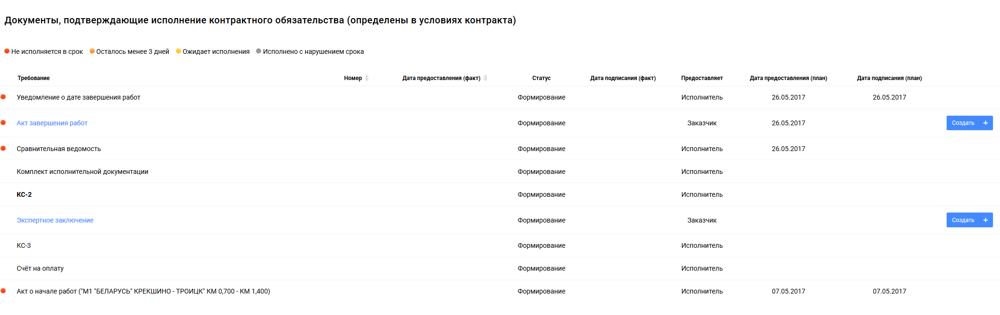 Документы, подтверждающие исполнение контрактного обязательства (определены в условиях контракта)
Не исполняется в срок Осталось менее 3 дней Ожидает исполнения Исполнено с нарушением срока
Требование Номер Дата предоставления (факт) Статус Дата подписания (факт) Предоставляет Дата предоставления (план) Дата подписания (план)
Уведомление о дате завершения работ Формирование Исполнитель 26.05.2017 26.05.2017
Акт завершения работ Формирование Заказчик 26.05.2017 Создать +
Сравнительная ведомость Формирование Исполнитель 26.05.2017
Комплект исполнительной документации Формирование Исполнитель
КС-2 Формирование Исполнитель
Экспертное заключение Формирование Заказчик Создать +
КС-3 Формирование Исполнитель
Счёт на оплату Формирование Исполнитель
Акт о начале работ ("М1 "БЕЛАРУСЬ" КРЕКШИНО - ТРОИЦК" КМ 0,700 - КМ 1,400) Формирование Исполнитель 07.05.2017 07.05.2017